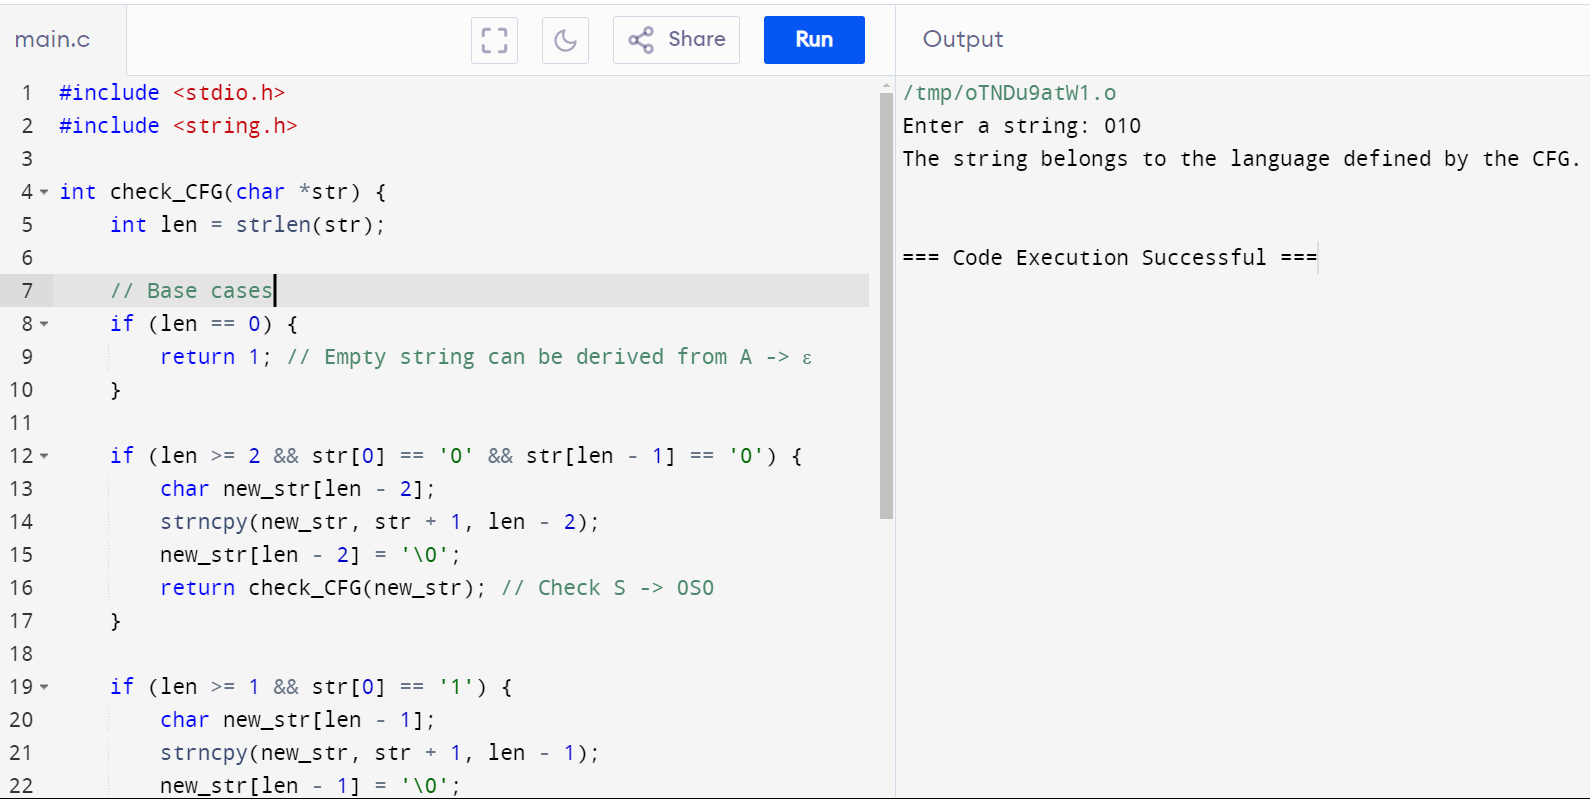 main.c
Share
Run
Output
1 #include <stdio.h>
2 #include <string.h>
3
4 int check_CFG(char *str) {
5     int len = strlen(str);
6
7     // Base cases
8     if (len == 0) {
9         return 1; // Empty string can be derived from A -> ε
10     }
11
12     if (len >= 2 && str[0] == '0' && str[len - 1] == '0') {
13         char new_str[len - 2];
14         strncpy(new_str, str + 1, len - 2);
15         new_str[len - 2] = '\0';
16         return check_CFG(new_str); // Check S -> 0S0
17     }
18
19     if (len >= 1 && str[0] == '1') {
20         char new_str[len - 1];
21         strncpy(new_str, str + 1, len - 1);
22         new_str[len - 1] = '\0';
/tmp/oTNDu9atW1.o
Enter a string: 010
The string belongs to the language defined by the CFG.
=== Code Execution Successful ===